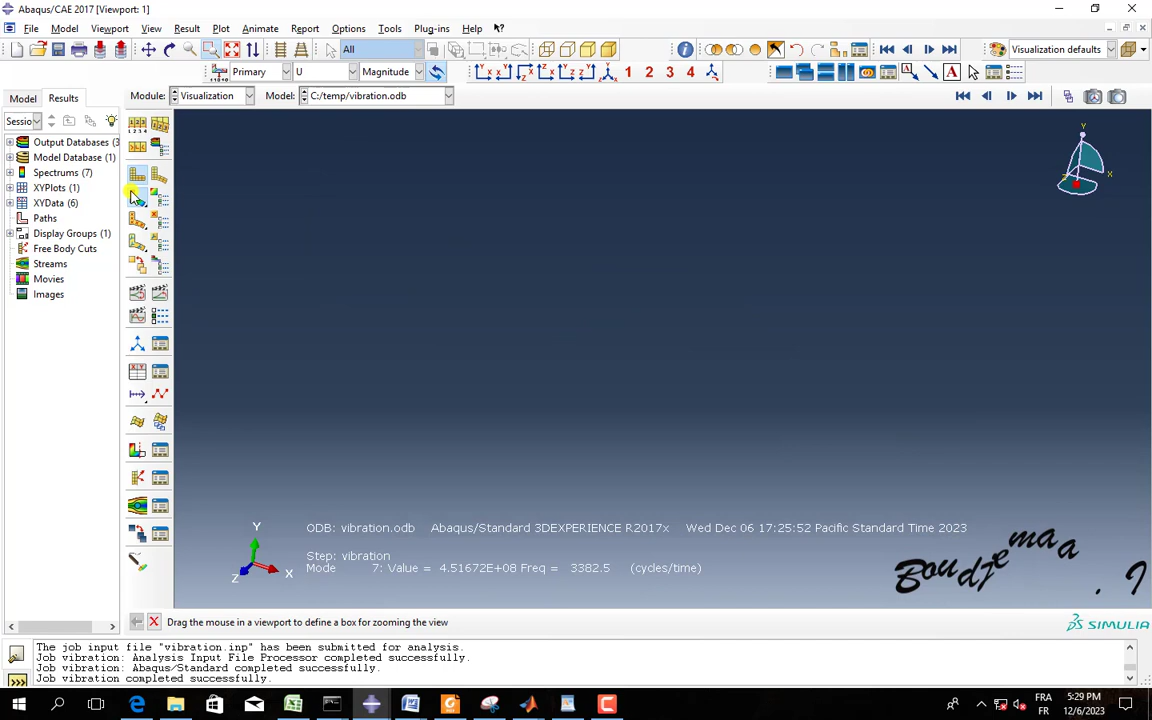 Abaqus/CAE 2017 [Viewport: 1]
File Model Viewport View Result Plot Animate Report Options Tools Plug-ins Help
All
Visualization defaults
Primary U Magnitude
1 2 3 4
Model Results
Module: Visualization Model: C:/temp/vibration.odb
Sessio
Output Databases (3
Model Database (1)
Spectrums (7)
XYPlots (1)
XYData (6)
Paths
Display Groups (1)
Free Body Cuts
Streams
Movies
Images
Y
X
Z
Y
X
Z
ODB: vibration.odb Abaqus/Standard 3DEXPERIENCE R2017x Wed Dec 06 17:25:52 Pacific Standard Time 2023
Step: vibration
Mode 7: Value = 4.51672E+08 Freq = 3382.5 (cycles/time)
Boudjemaa . I
Drag the mouse in a viewport to define a box for zooming the view
SIMULIA
The job input file "vibration.inp" has been submitted for analysis.
Job vibration: Analysis Input File Processor completed successfully.
Job vibration: Abaqus/Standard completed successfully.
Job vibration completed successfully.
FRA
FR
5:29 PM
12/6/2023